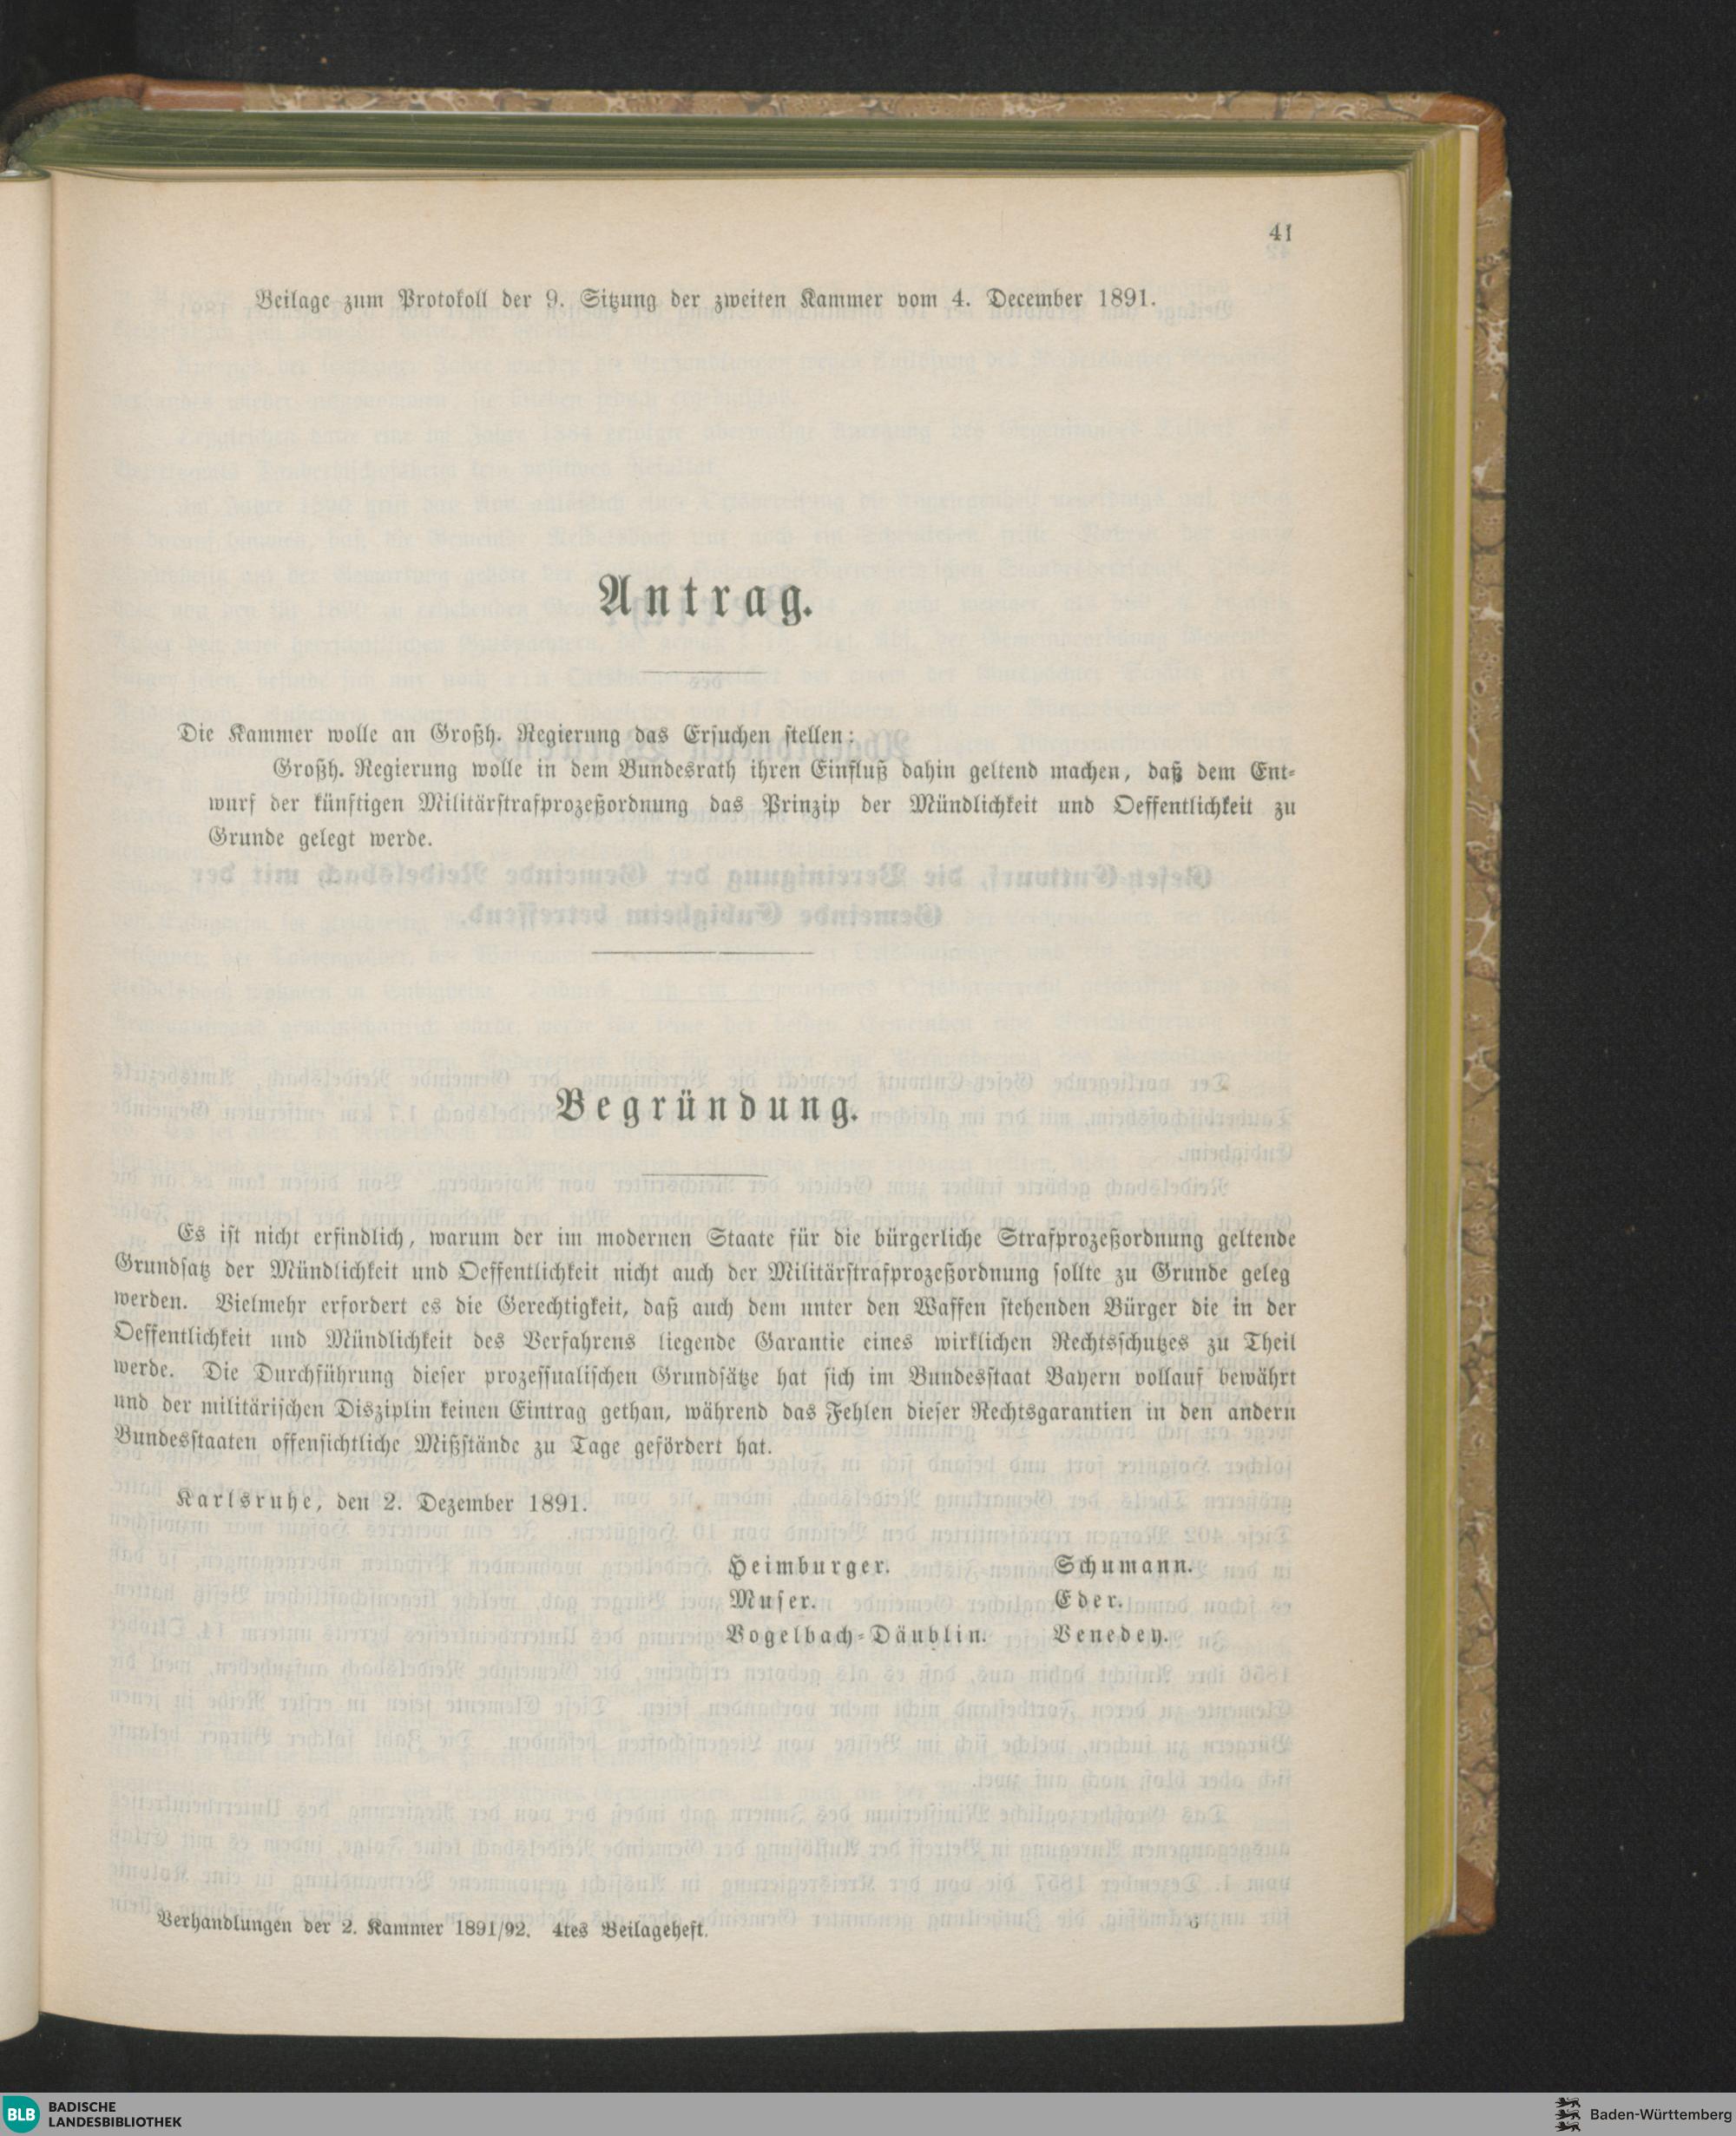 41
Beilage zum Protokoll der 9. Sitzung der zweiten Kammer vom 4. December 1891.
Antrag.
Die Kammer wolle an Großh. Regierung das Ersuchen stellen:
Großh. Regierung wolle in dem Bundesrath ihren Einfluß dahin geltend machen, daß dem Ent-
wurf der künftigen Militärstrafprozeßordnung das Prinzip der Mündlichkeit und Oeffentlichkeit zu
Grunde gelegt werde.
Begründung.
Es ist nicht erfindlich, warum der im modernen Staate für die bürgerliche Strafprozeßordnung geltende
Grundsatz der Mündlichkeit und Oeffentlichkeit nicht auch der Militärstrafprozeßordnung sollte zu Grunde geleg
werden. Vielmehr erfordert es die Gerechtigkeit, daß auch dem unter den Waffen stehenden Bürger die in der
Oeffentlichkeit und Mündlichkeit des Verfahrens liegende Garantie eines wirklichen Rechtsschutzes zu Theil
werde. Die Durchführung dieser prozessualischen Grundsätze hat sich im Bundesstaat Bayern vollauf bewährt
und der militärischen Disziplin keinen Eintrag gethan, während das Fehlen dieser Rechtsgarantien in den andern
Bundesstaaten offensichtliche Mißstände zu Tage gefördert hat.
Karlsruhe, den 2. Dezember 1891.
Heimburger. Schumann.
Muser. Eder.
Vogelbach-Däublin. Venedey.
Verhandlungen der 2. Kammer 1891/92. 4tes Beilageheft. 6
BLB BADISCHE
LANDESBIBLIOTHEK
Baden-Württemberg